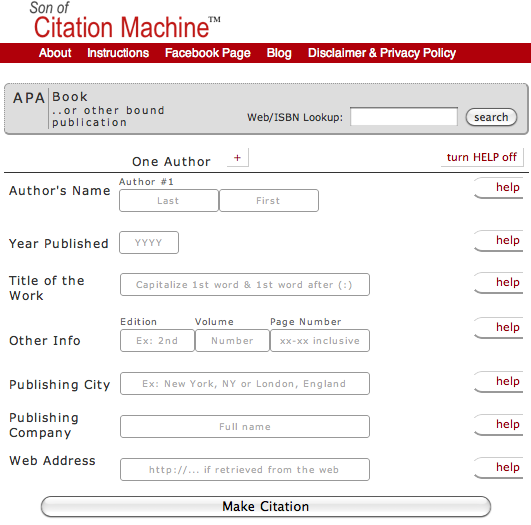 Son of
Citation Machine™
About Instructions Facebook Page Blog Disclaimer & Privacy Policy
APA Book
..or other bound
publication
Web/ISBN Lookup: search
One Author + turn HELP off
Author #1
Author's Name Last First help
Year Published YYYY help
Title of the
Work
Capitalize 1st word & 1st word after (:) help
Edition Volume Page Number
Other Info Ex: 2nd Number xx-xx inclusive help
Publishing City Ex: New York, NY or London, England help
Publishing
Company
Full name help
Web Address http://... if retrieved from the web help
Make Citation